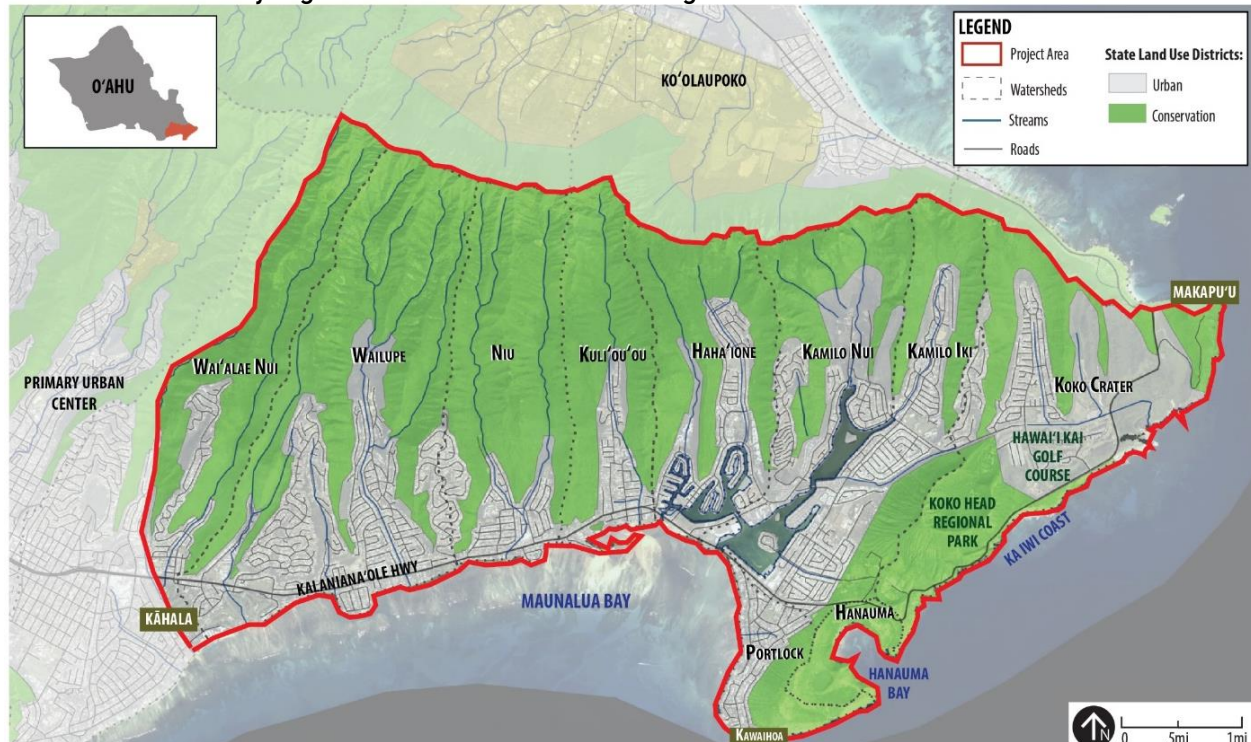 O‘AHU
KO‘OLAUPOKO
LEGEND
Project Area
Watersheds
Streams
Roads
State Land Use Districts:
Urban
Conservation
MAKAPU‘U
WAI‘ALAE NUI
WAILUPE
NIU
KULI‘OU‘OU
HAHA‘IONE
KAMILO NUI
KAMILO IKI
KOKO CRATER
PRIMARY URBAN
CENTER
HAWAI‘I KAI
GOLF
COURSE
KOKO HEAD
REGIONAL
PARK
KA IWI COAST
KALANIANA‘OLE HWY
MAUNALUA BAY
KĀHALA
HANAUMA
PORTLOCK
HANAUMA
BAY
KAWAIHOA
N
0 5mi 1mi